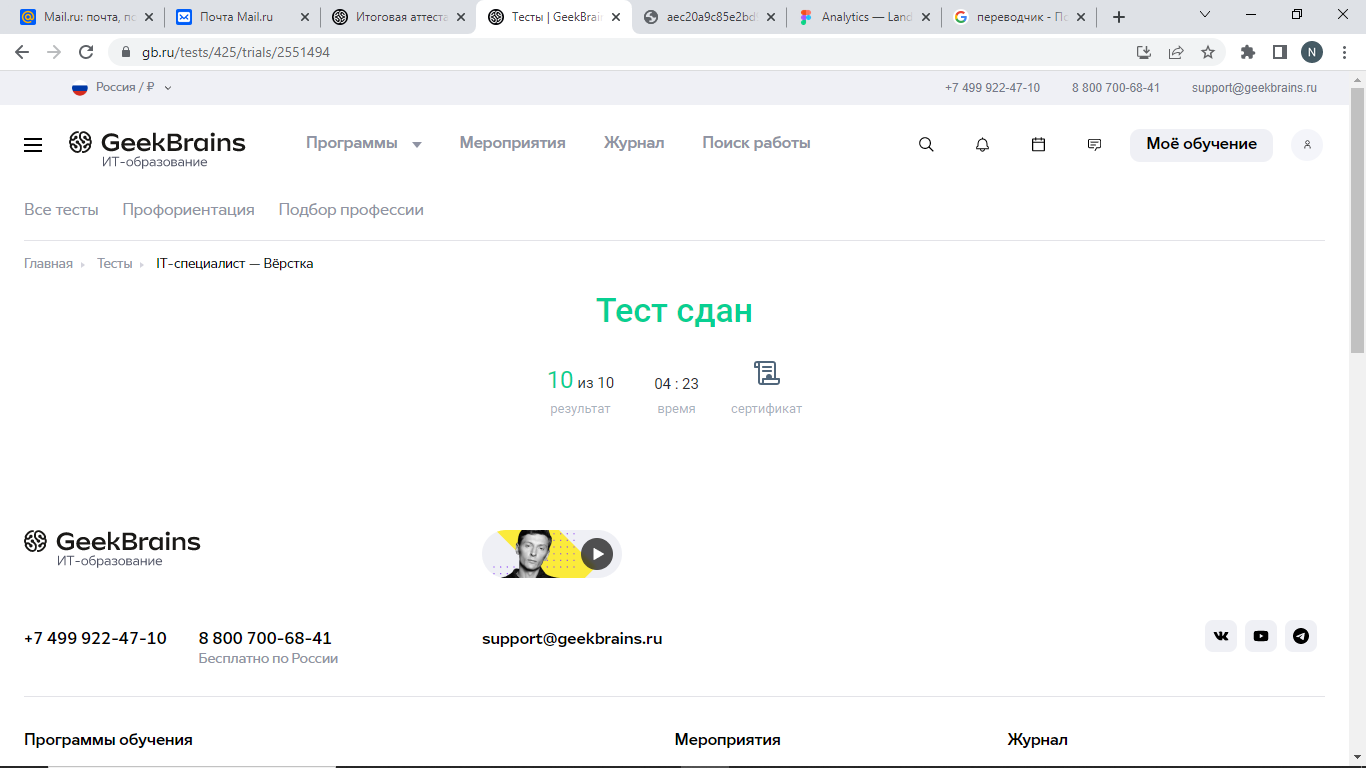 Mail.ru: почта, по
Почта Mail.ru
Итоговая аттеста
Тесты | GeekBrain
aec20a9c85e2bd
Analytics — Land
переводчик - По
gb.ru/tests/425/trials/2551494
N
Россия / ₽
+7 499 922-47-10
8 800 700-68-41
support@geekbrains.ru
GeekBrains
ИТ-образование
Программы
Мероприятия
Журнал
Поиск работы
Моё обучение
Все тесты
Профориентация
Подбор профессии
Главная
Тесты
IT-специалист — Вёрстка
Тест сдан
10 из 10
04 : 23
результат
время
сертификат
GeekBrains
ИТ-образование
+7 499 922-47-10
8 800 700-68-41
Бесплатно по России
support@geekbrains.ru
Программы обучения
Мероприятия
Журнал